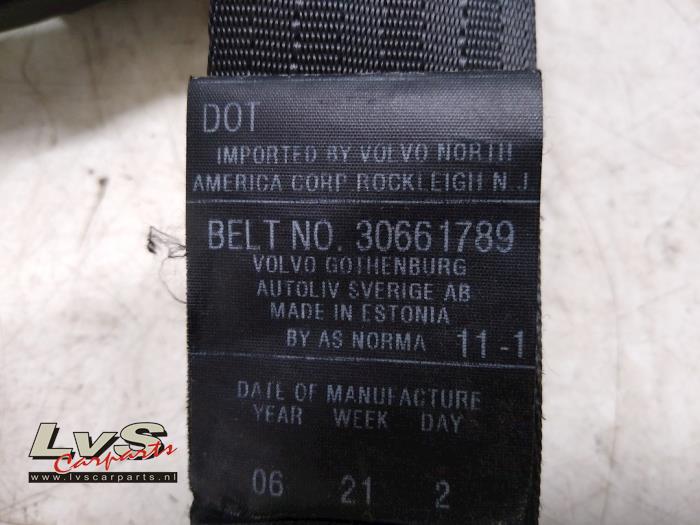 DOT
IMPORTED BY VOLVO NORTH
AMERICA CORP ROCKLEIGH N.J
BELT NO. 30661789
VOLVO GOTHENBURG
AUTOLIV SVERIGE AB
MADE IN ESTONIA
BY AS NORMA 11-1
DATE OF MANUFACTURE
YEAR WEEK DAY
06 21 2
LvS
Carparts
www.lvscarparts.nl